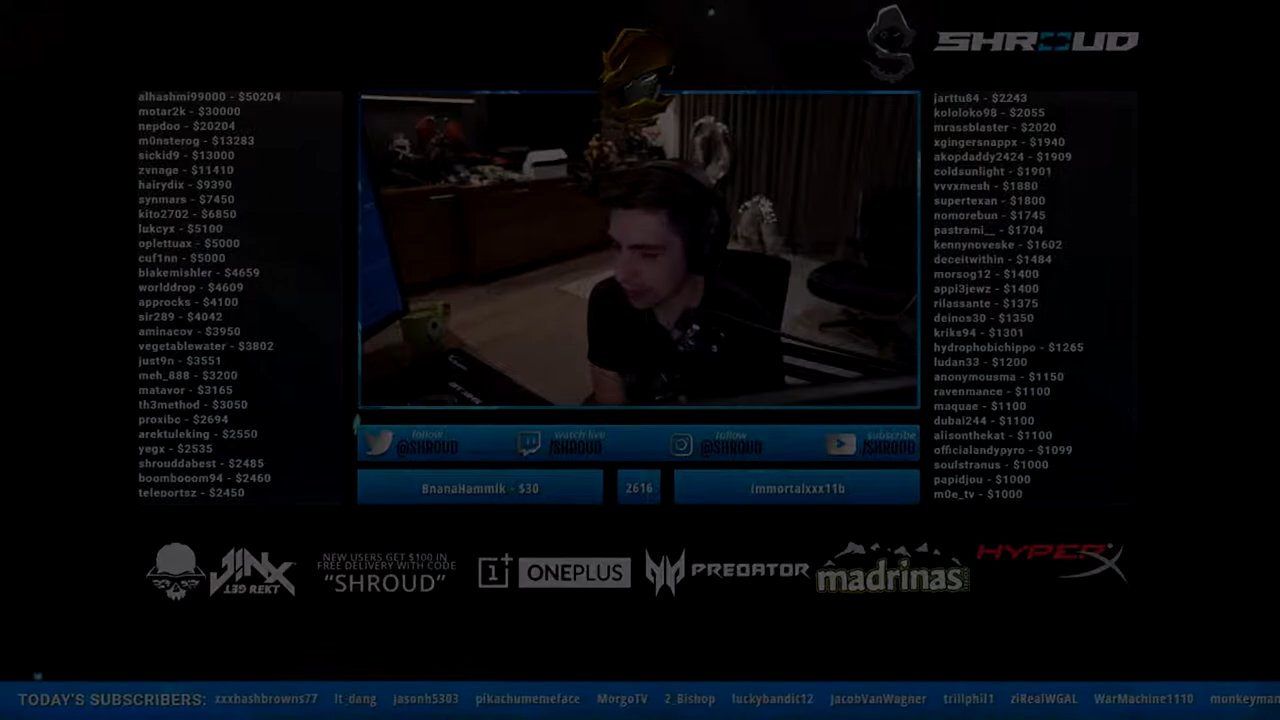 SHROUD
alhashmi99000 - $50204
motar2k - $30000
nepdoo - $20204
m0nsterog - $13283
sickid9 - $13000
zvnnge - $11410
hairydix - $9390
synmars - $7450
kito2702 - $6850
lukcyx - $5100
oplettuax - $5000
cuf1nn - $5000
blakemishler - $4659
worlddrop - $4609
approcks - $4100
sir289 - $4042
aminacov - $3950
vegetablewater - $3802
just9n - $3551
meh_888 - $3200
matavor - $3165
th3method - $3050
proxibc - $2694
arektuleking - $2550
yegx - $2535
shrouddabest - $2485
boombooom94 - $2460
teleportsz - $2450
jarttu84 - $2243
kololoko98 - $2055
mrassblaster - $2020
xgingersnappx - $1940
akopdaddy2424 - $1909
coldsunlight - $1901
vvvxmesh - $1880
supertexan - $1800
nomorebun - $1745
pastrami__ - $1704
kennynoveske - $1602
deceitwithin - $1484
morsog12 - $1400
appl3jewz - $1400
rilassante - $1375
deinos30 - $1350
kriks94 - $1301
hydrophobichippo - $1265
ludan33 - $1200
anonymousma - $1150
ravenmance - $1100
maquae - $1100
dubai244 - $1100
alisonthekat - $1100
officialandypyro - $1099
soulstranus - $1000
papidjou - $1000
m0e_tv - $1000
follow @SHROUD
watch live /SHROUD
follow @SHROUD
subscribe /SHROUD
BnanaHammik - $30
2616
immortalxxx11b
JINX
GET REKT
NEW USERS GET $100 IN
FREE DELIVERY WITH CODE
“SHROUD”
1+ ONEPLUS
PREDATOR
madrinas
HYPERX
TODAY'S SUBSCRIBERS: xxxhashbrowns77 lt_dang jasonh5303 pikachumemeface MorgoTV 2_Bishop luckybandit12 JacobVanWagner trillphil1 ziRealWGAL WarMachine1110 monkeyma